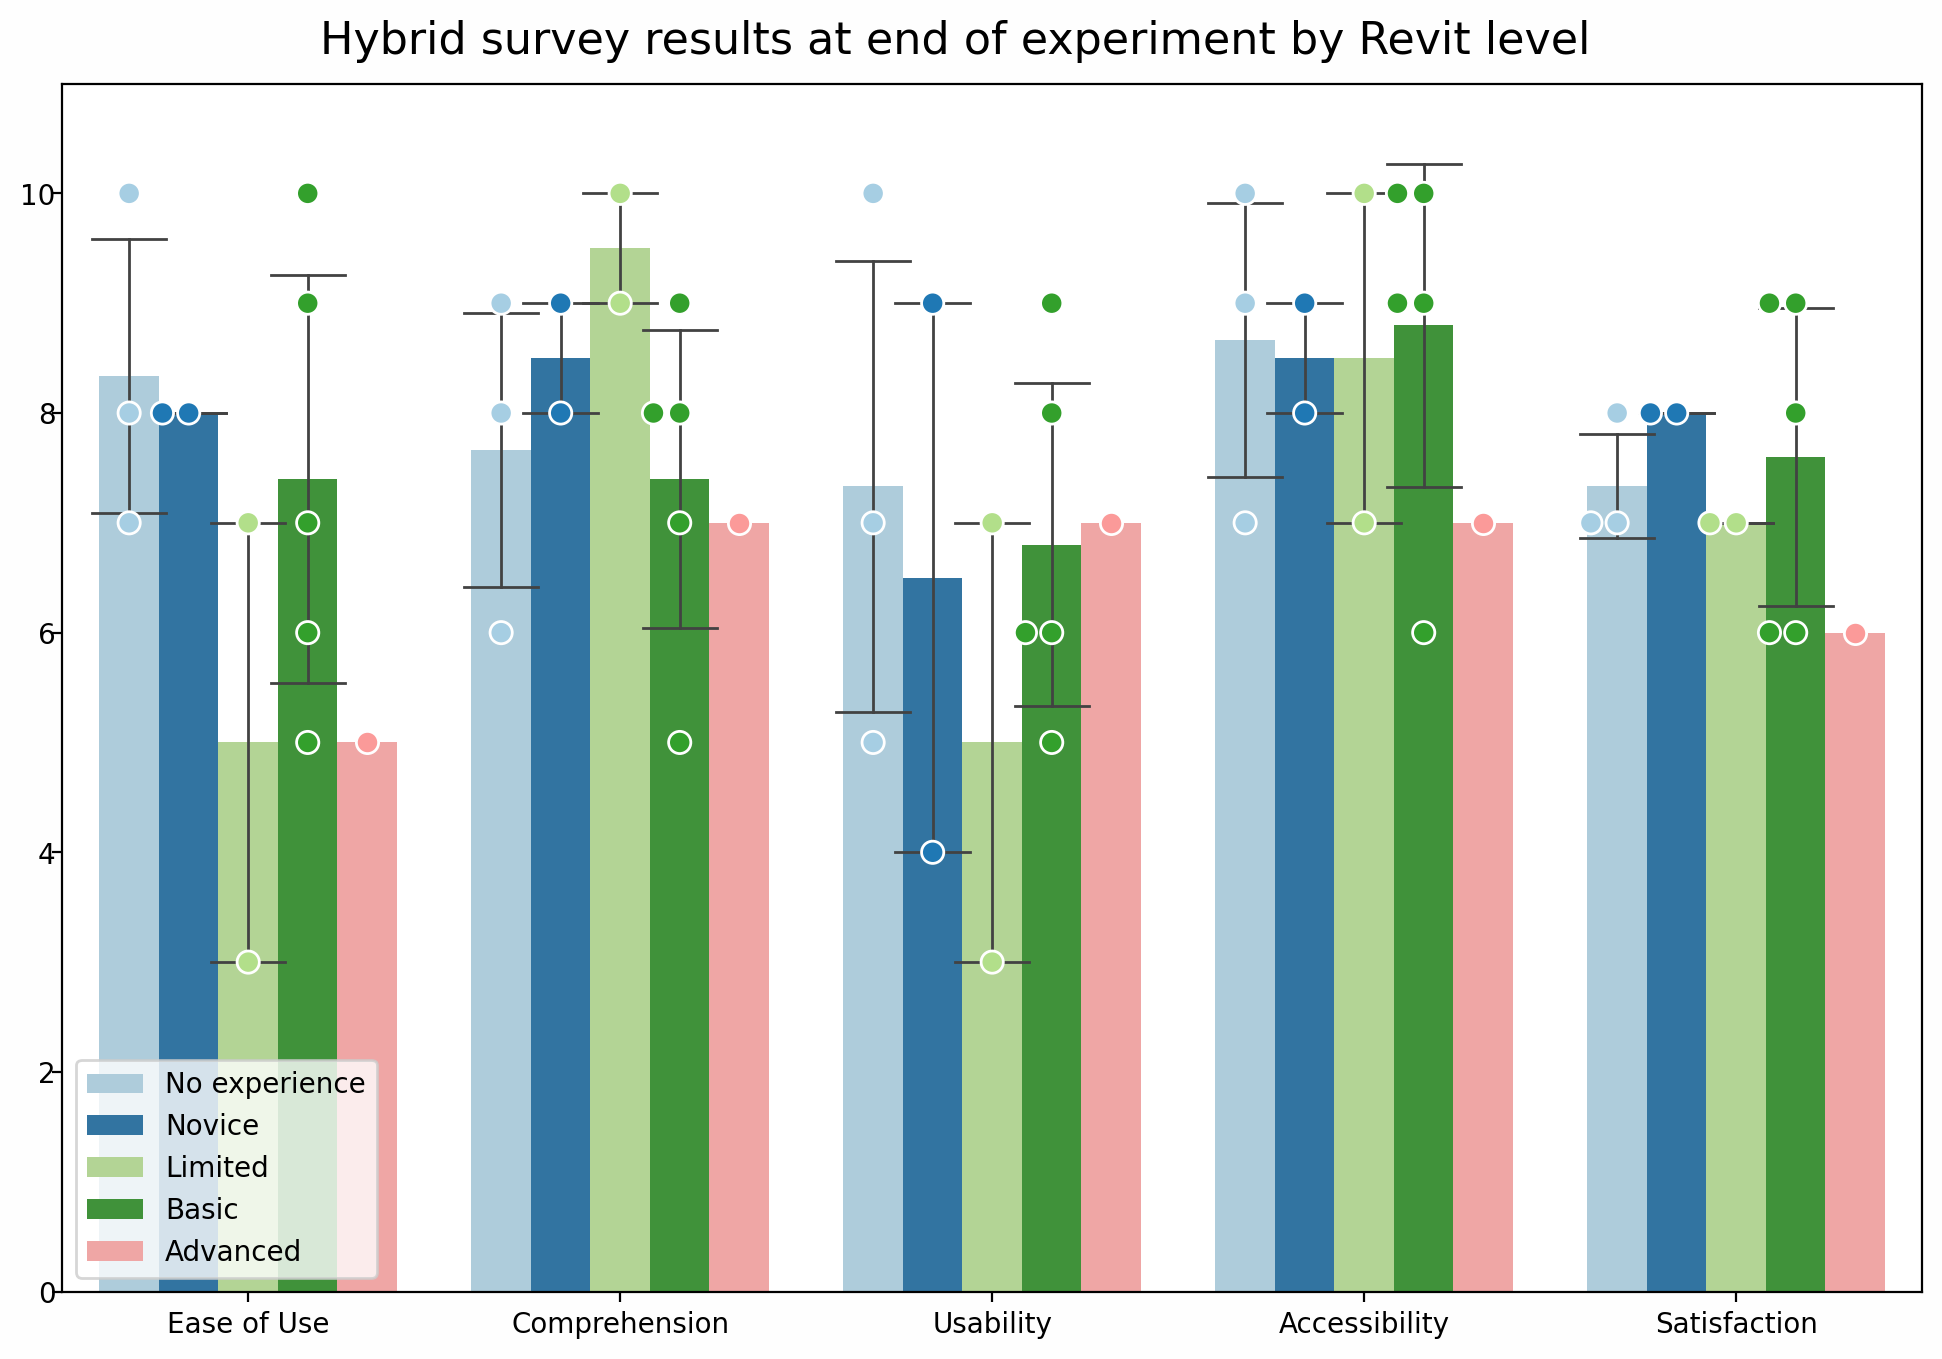 Hybrid survey results at end of experiment by Revit level
10
8
6
4
2
0
No experience
Novice
Limited
Basic
Advanced
Ease of Use
Comprehension
Usability
Accessibility
Satisfaction